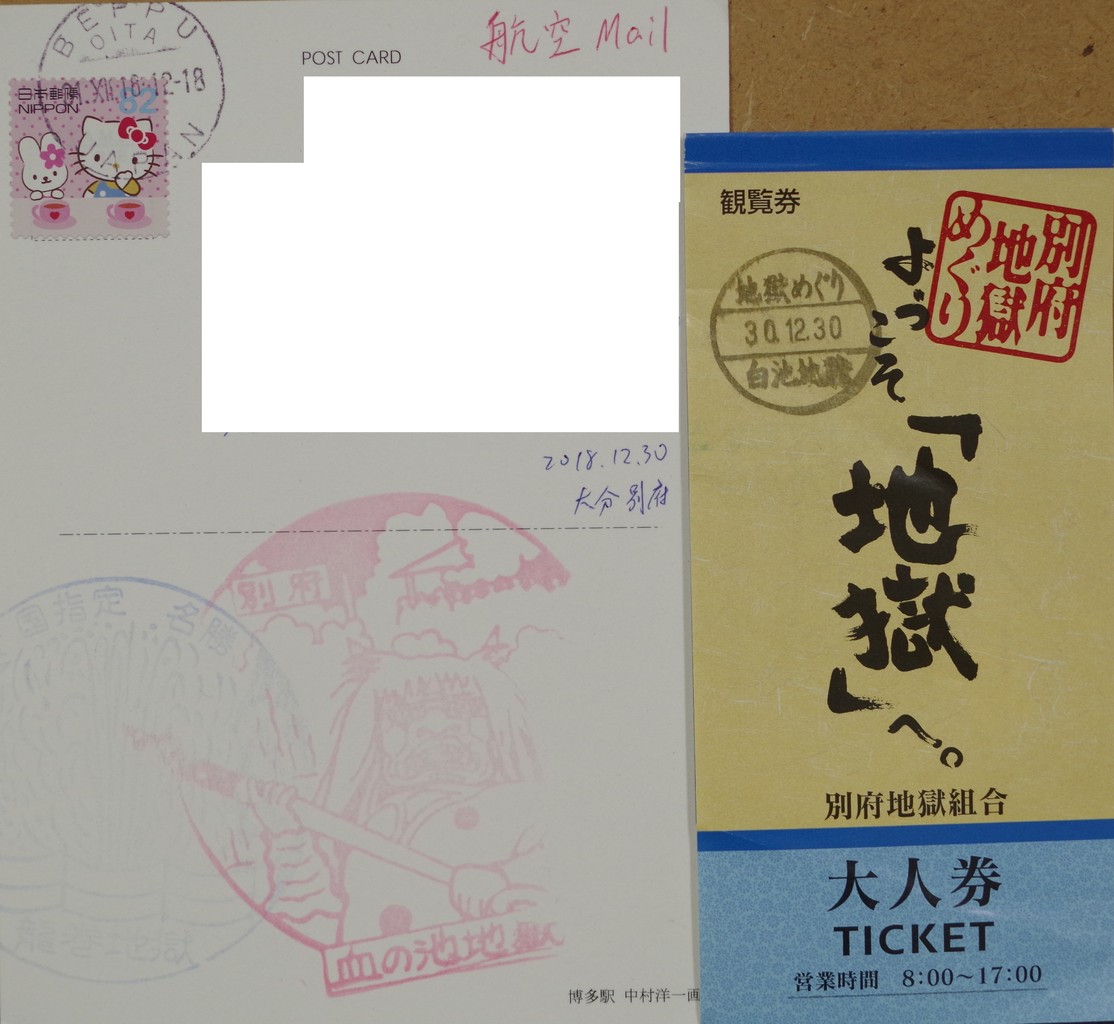 BEPPU
OITA
31.XII.18 12-18
JAPAN
日本郵便
NIPPON
82
POST CARD
航空 Mail
2018.12.30
大分 別府
国指定 名勝
龍巻地獄
別府
血の池地獄
博多駅 中村洋一画
観覧券
別府
地獄
めぐり
地獄めぐり
30.12.30
白池地獄
ようこそ
「地獄」へ。
別府地獄組合
大人券
TICKET
営業時間 8:00～17:00